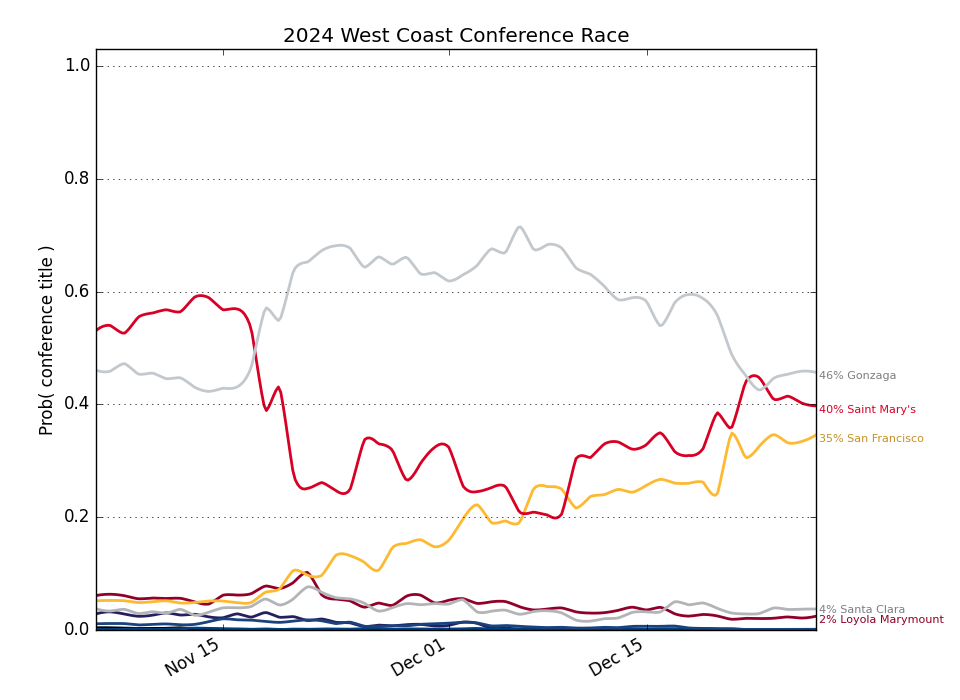 2024 West Coast Conference Race
Prob( conference title )
1.0
0.8
0.6
0.4
0.2
0.0
Nov 15
Dec 01
Dec 15
46% Gonzaga
40% Saint Mary's
35% San Francisco
4% Santa Clara
2% Loyola Marymount